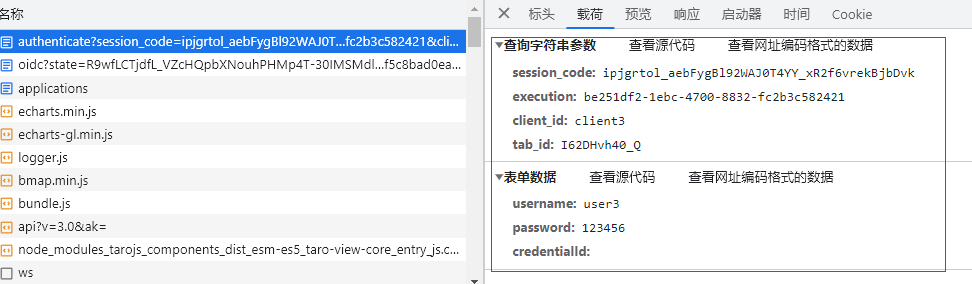 名称
authenticate?session_code=ipjgrtol_aebFygBl92WAJ0T...fc2b3c582421&cli...
oidc?state=R9wfLCTjdfL_VZcHQpbXNouhPHMp4T-30IMSMdl...f5c8bad0ea...
applications
echarts.min.js
echarts-gl.min.js
logger.js
bmap.min.js
bundle.js
api?v=3.0&ak=
node_modules_tarojs_components_dist_esm-es5_taro-view-core_entry_js.c...
ws
标头 载荷 预览 响应 启动器 时间 Cookie
查询字符串参数 查看源代码 查看网址编码格式的数据
session_code: ipjgrtol_aebFygBl92WAJ0T4YY_xR2f6vrekBjbDvk
execution: be251df2-1ebc-4700-8832-fc2b3c582421
client_id: client3
tab_id: I62DHvh40_Q
表单数据 查看源代码 查看网址编码格式的数据
username: user3
password: 123456
credentialId: